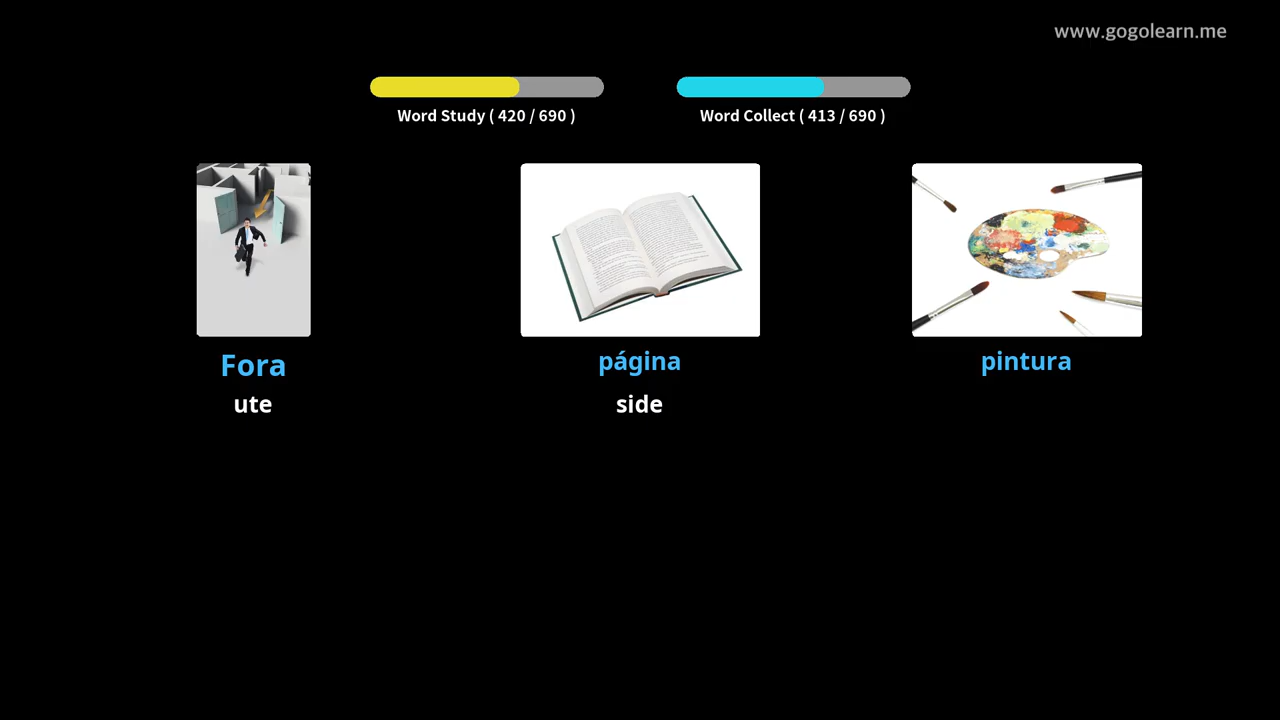 www.gogolearn.me
Word Study ( 420 / 690 )
Word Collect ( 413 / 690 )
Fora
página
pintura
ute
side